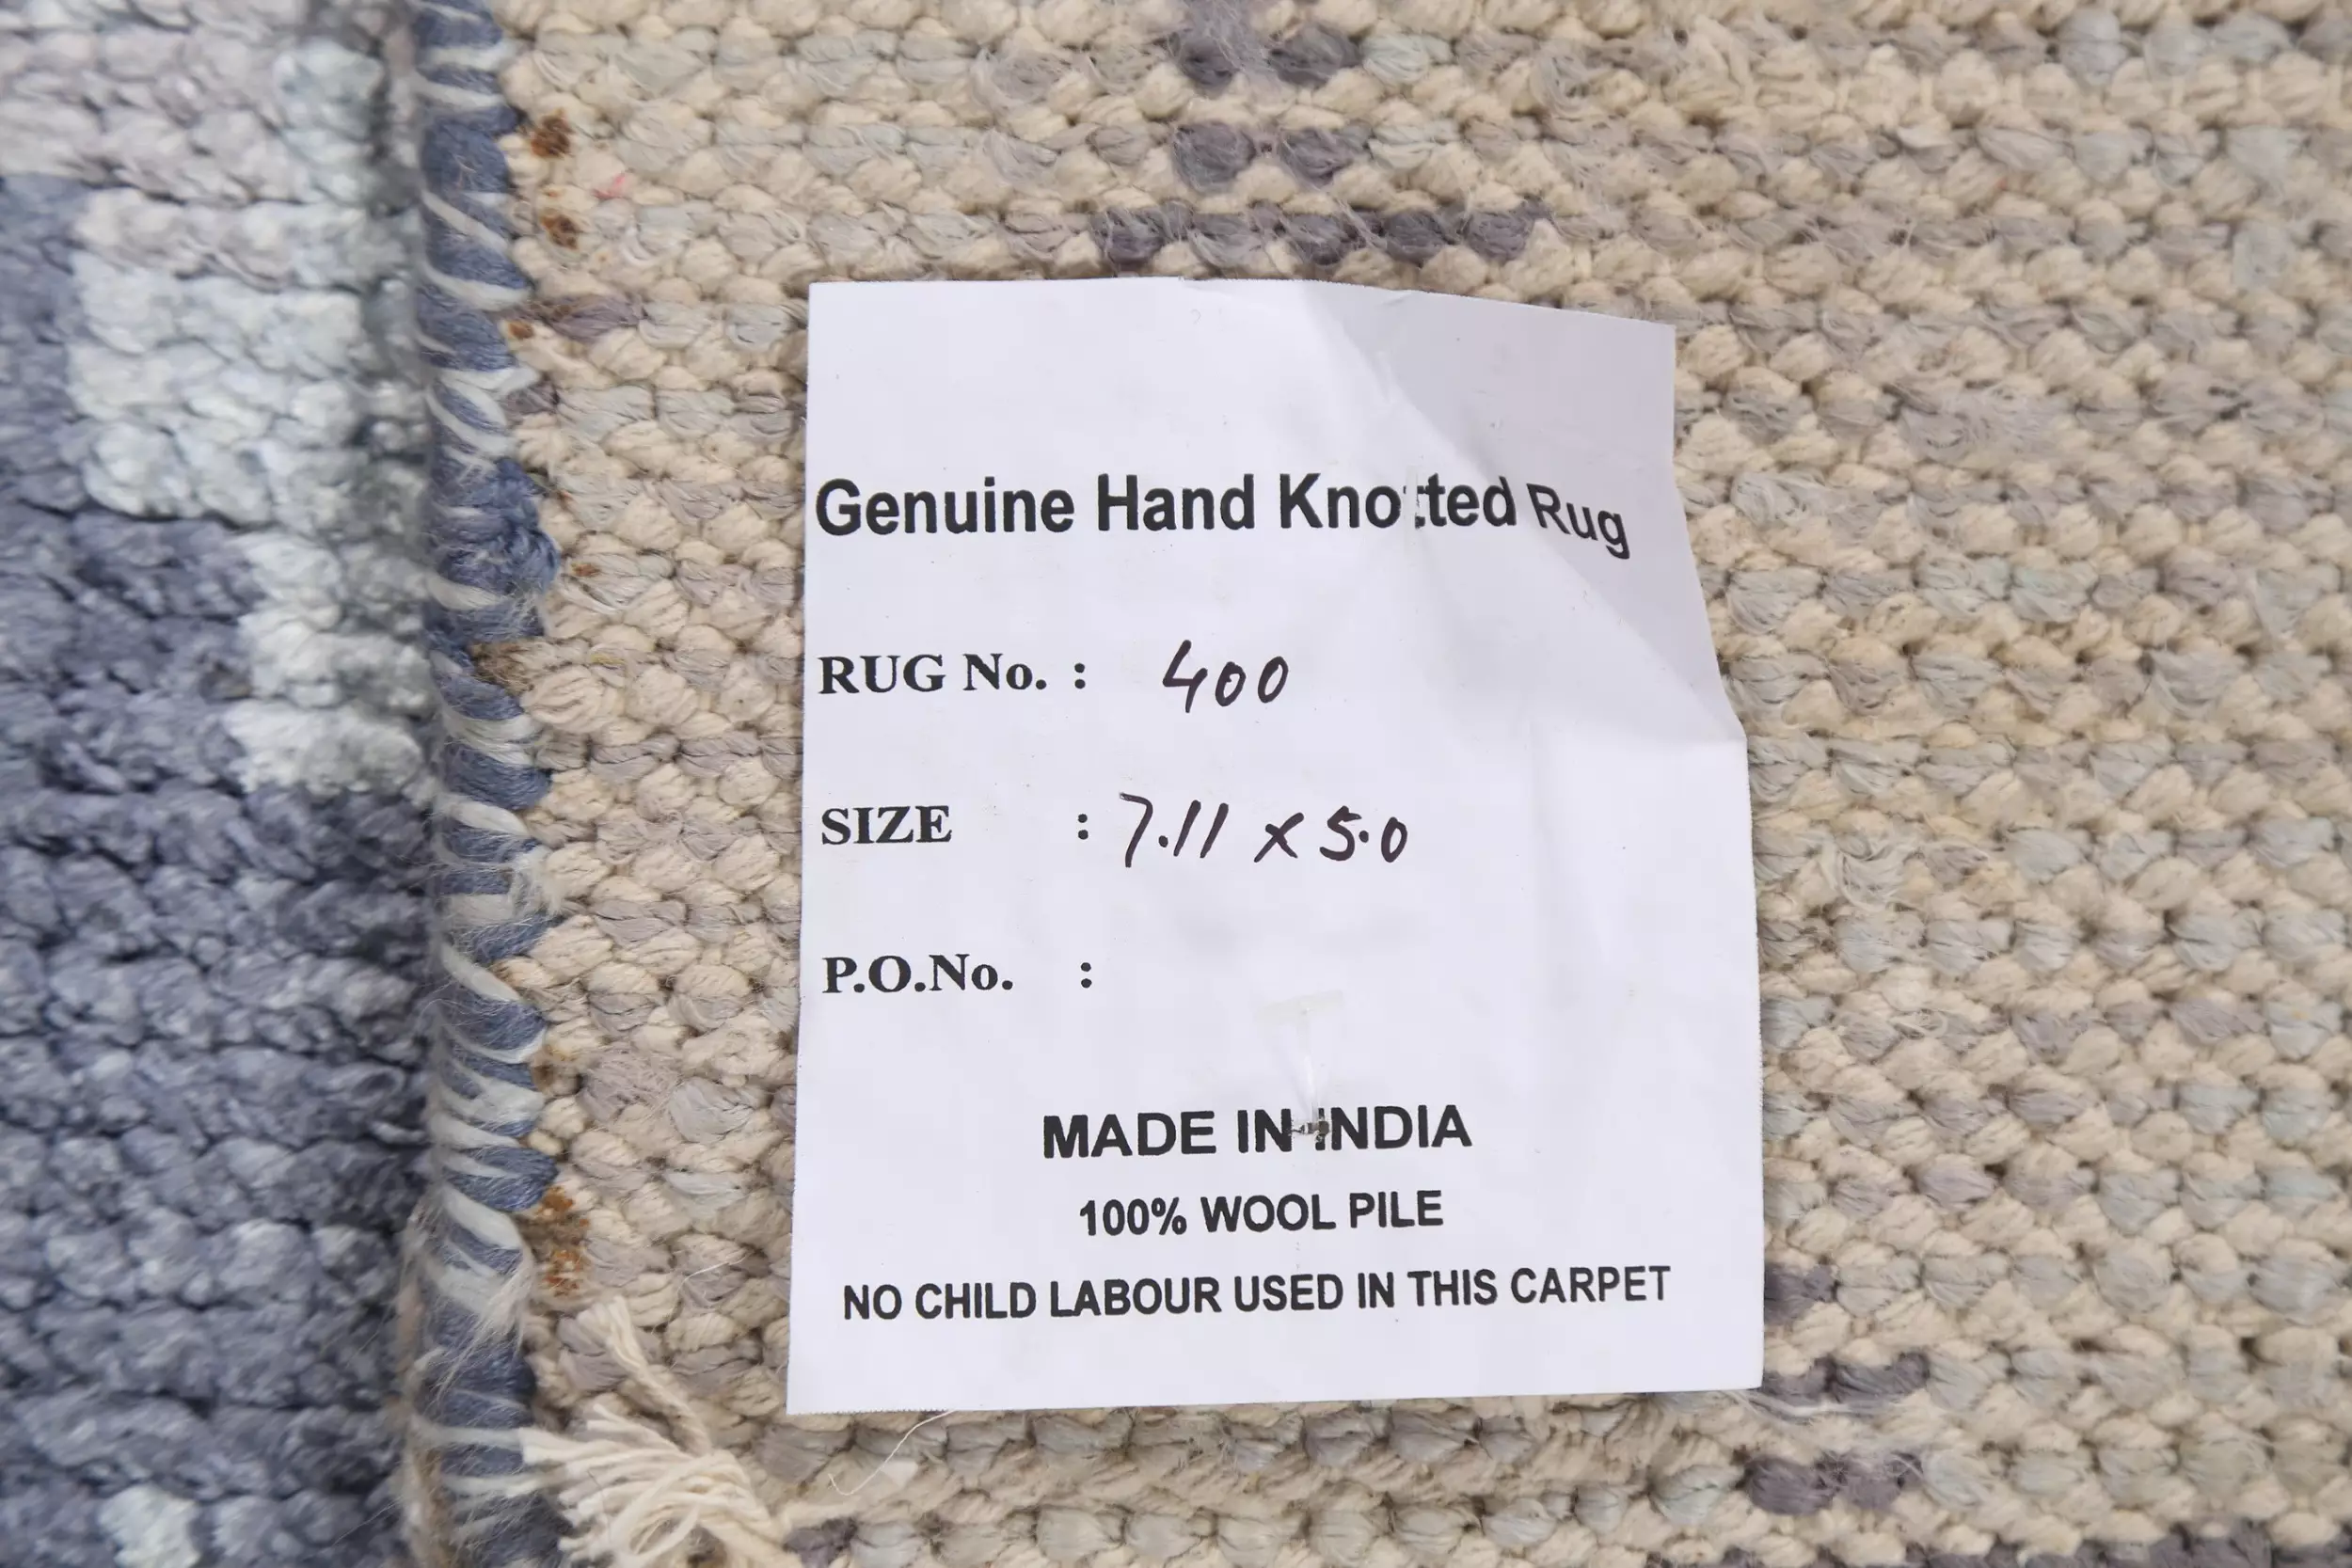 Genuine Hand Knotted Rug
RUG No. : 400
SIZE : 7.11 x 5.0
P.O.No. :
MADE IN INDIA
100% WOOL PILE
NO CHILD LABOUR USED IN THIS CARPET